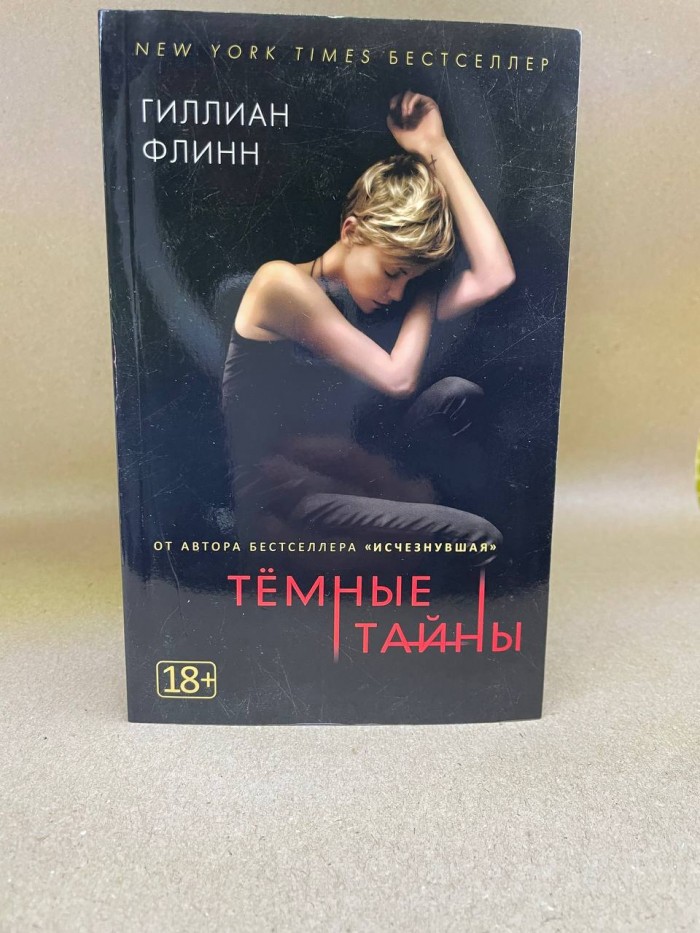 NEW YORK TIMES БЕСТСЕЛЛЕР
ГИЛЛИАН
ФЛИНН
ОТ АВТОРА БЕСТСЕЛЛЕРА «ИСЧЕЗНУВШАЯ»
ТЁМНЫЕ
ТАЙНЫ
18+